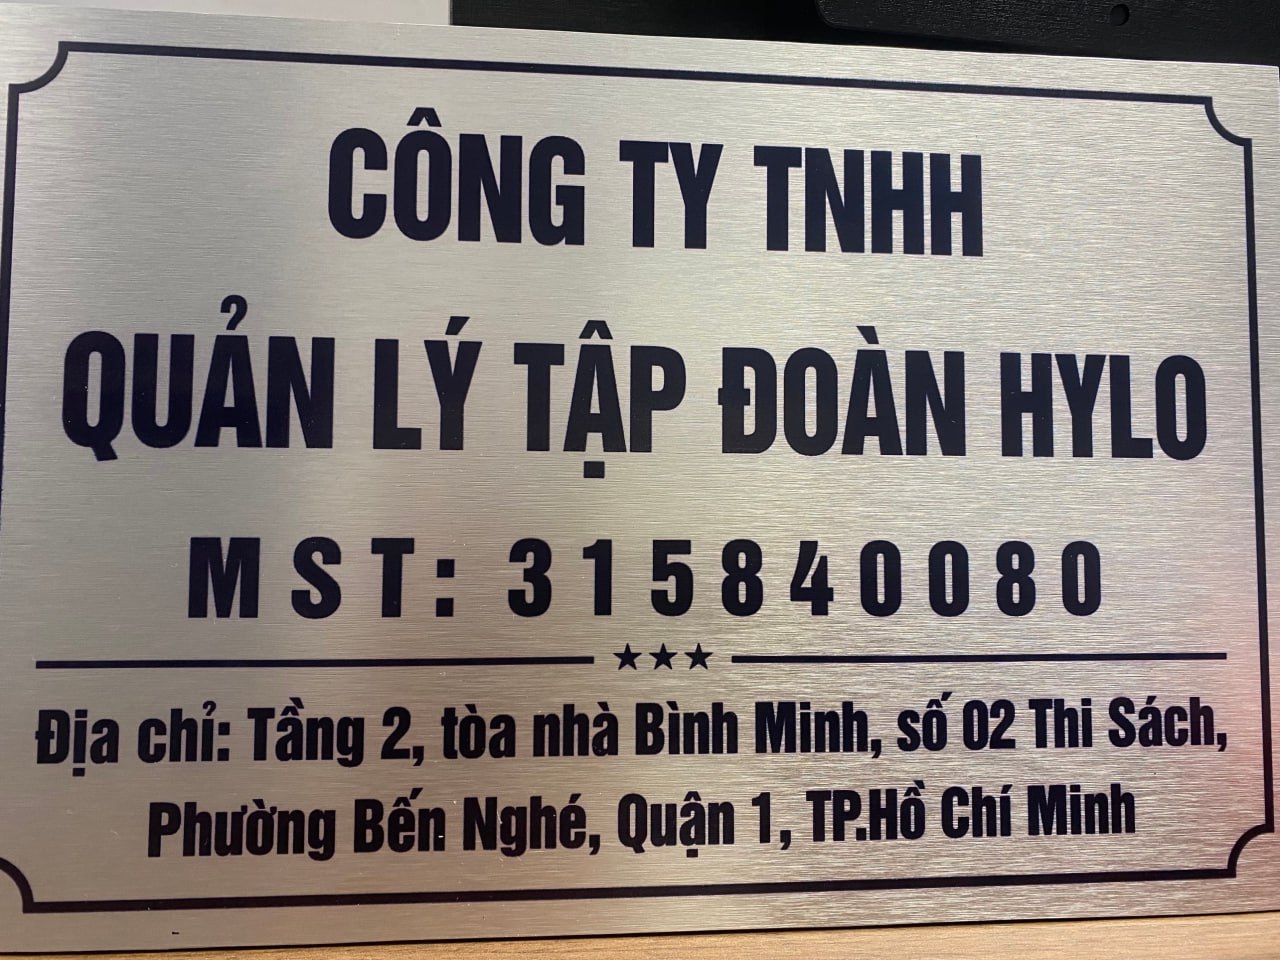 CÔNG TY TNHH
QUẢN LÝ TẬP ĐOÀN HYLO
MST: 315840080
★★★
Địa chỉ: Tầng 2, tòa nhà Bình Minh, số 02 Thi Sách,
Phường Bến Nghé, Quận 1, TP.Hồ Chí Minh